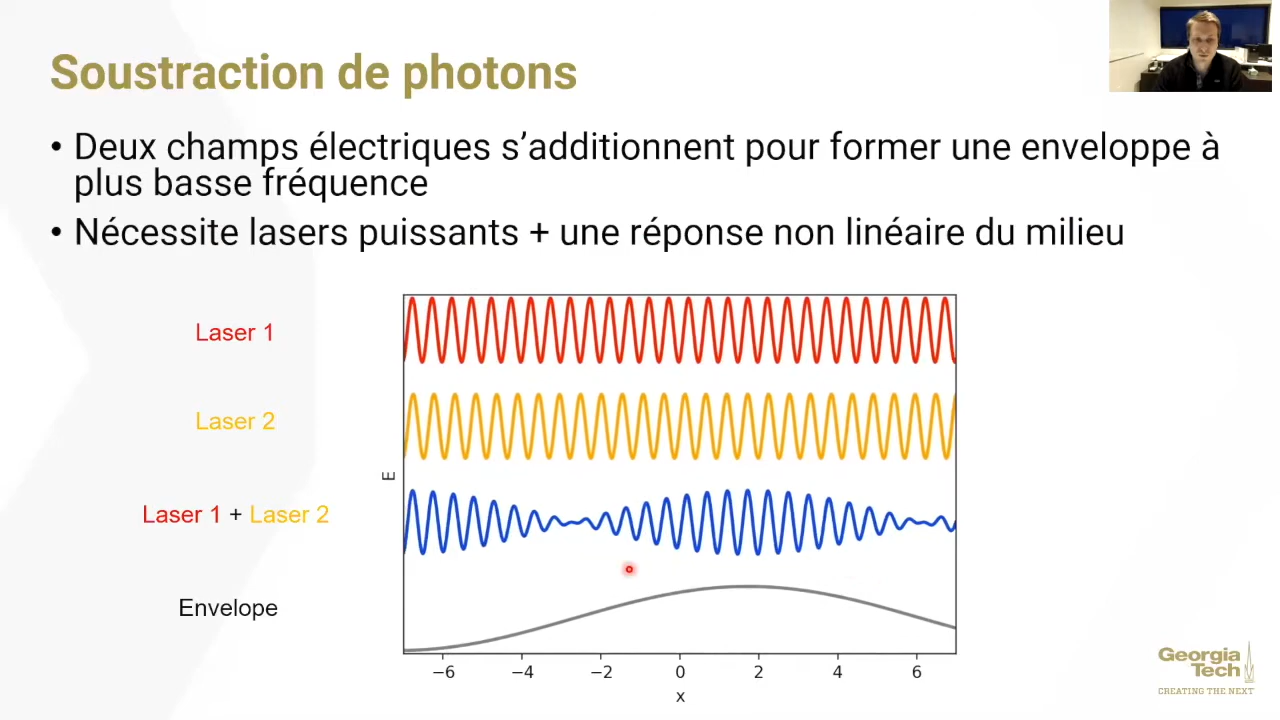 Soustraction de photons
• Deux champs électriques s’additionnent pour former une enveloppe à
plus basse fréquence
• Nécessite lasers puissants + une réponse non linéaire du milieu
Laser 1
Laser 2
Laser 1 + Laser 2
Envelope
E
−6 −4 −2 0 2 4 6
x
Georgia
Tech
CREATING THE NEXT